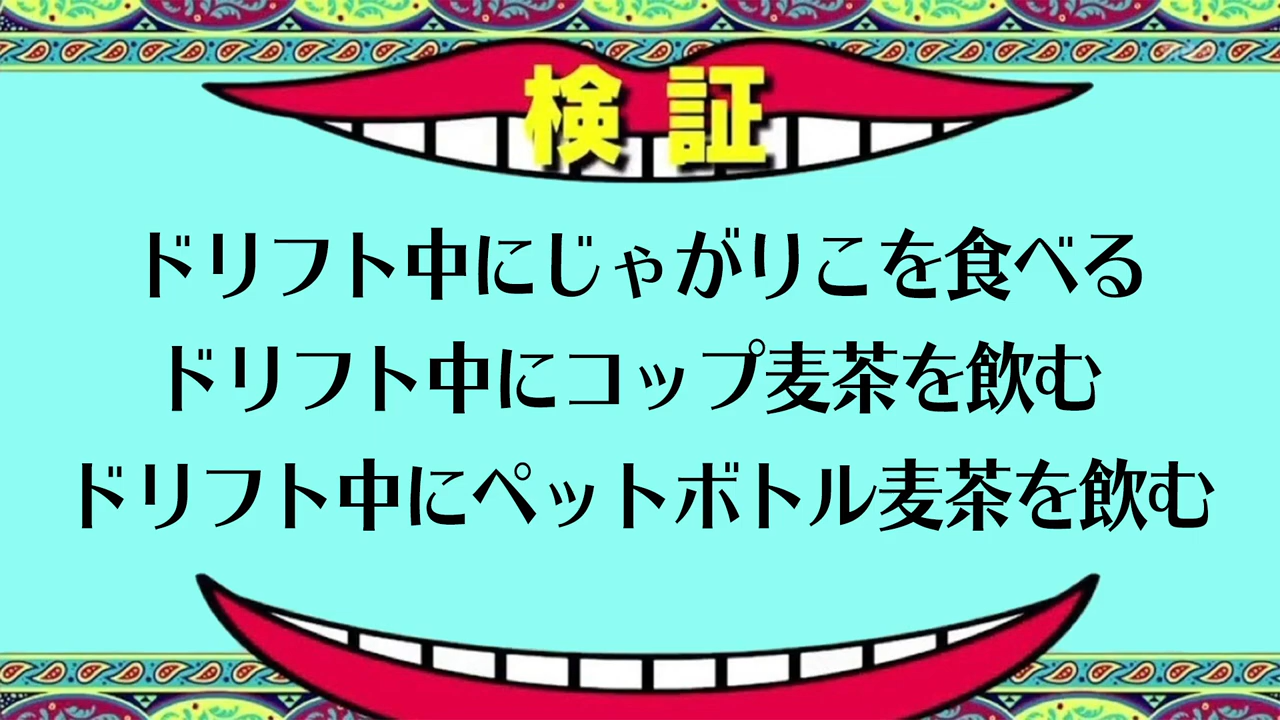 検証
ドリフト中にじゃがりこを食べる
ドリフト中にコップ麦茶を飲む
ドリフト中にペットボトル麦茶を飲む